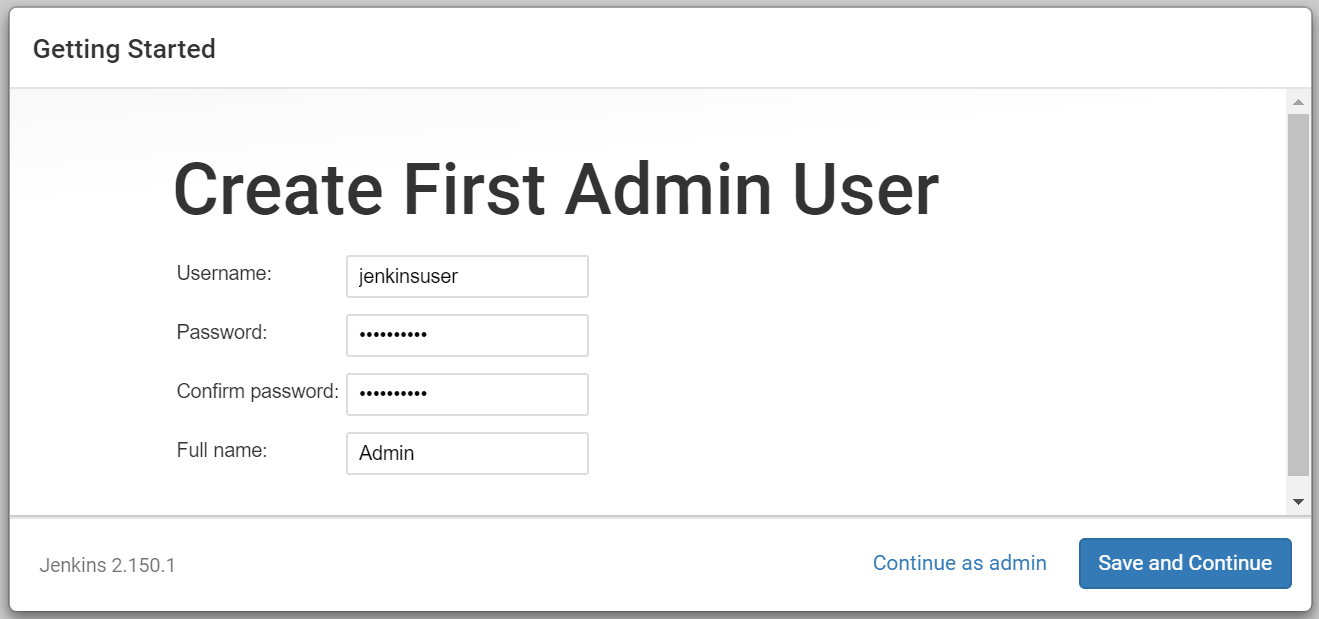 Getting Started
Create First Admin User
Username: jenkinsuser
Password: ••••••••••
Confirm password: ••••••••••
Full name: Admin
Jenkins 2.150.1 Continue as admin Save and Continue